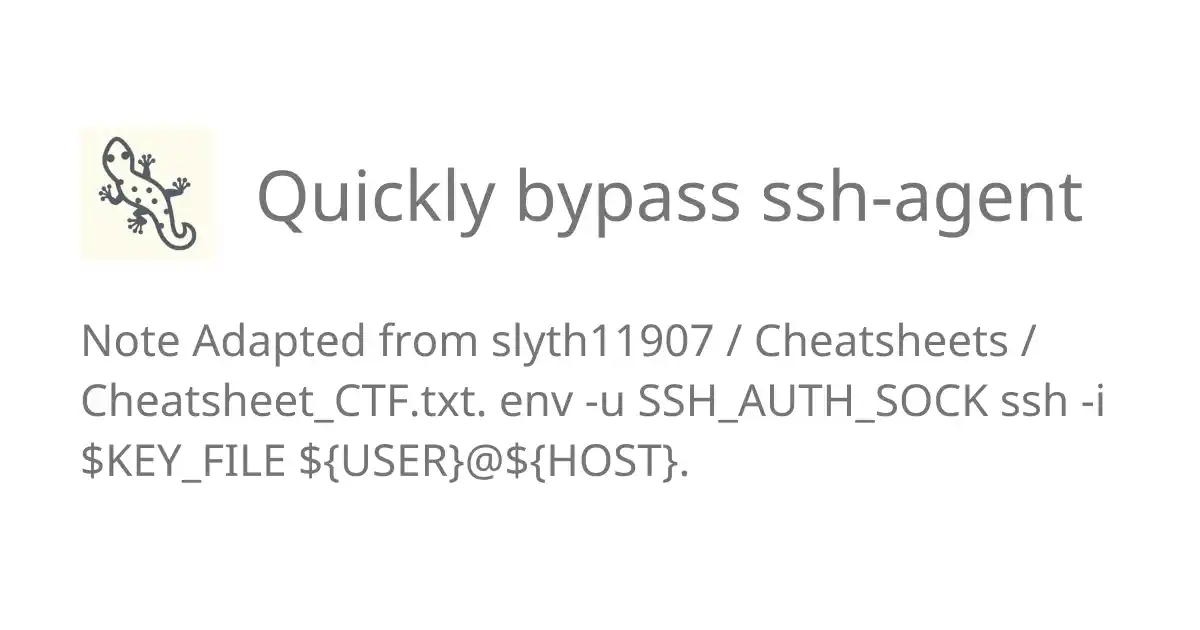 Quickly bypass ssh-agent
Note Adapted from slyth11907 / Cheatsheets /
Cheatsheet_CTF.txt. env -u SSH_AUTH_SOCK ssh -i
$KEY_FILE ${USER}@${HOST}.